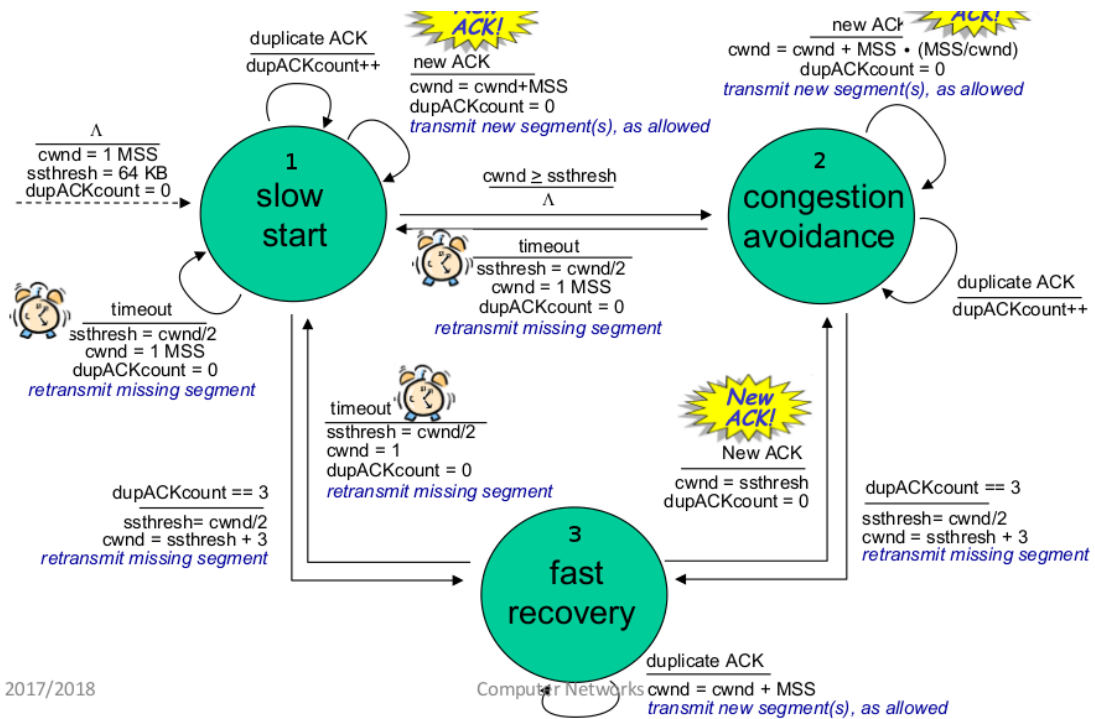 New
ACK!
duplicate ACK
dupACKcount++
new ACK
cwnd = cwnd+MSS
dupACKcount = 0
transmit new segment(s), as allowed
new ACK
ACK!
cwnd = cwnd + MSS • (MSS/cwnd)
dupACKcount = 0
transmit new segment(s), as allowed
Λ
cwnd = 1 MSS
ssthresh = 64 KB
dupACKcount = 0
1
slow
start
cwnd ≥ ssthresh
Λ
2
congestion
avoidance
timeout
ssthresh = cwnd/2
cwnd = 1 MSS
dupACKcount = 0
retransmit missing segment
duplicate ACK
dupACKcount++
timeout
ssthresh = cwnd/2
cwnd = 1 MSS
dupACKcount = 0
retransmit missing segment
timeout
ssthresh = cwnd/2
cwnd = 1
dupACKcount = 0
retransmit missing segment
New
ACK!
New ACK
cwnd = ssthresh
dupACKcount = 0
dupACKcount == 3
ssthresh= cwnd/2
cwnd = ssthresh + 3
retransmit missing segment
dupACKcount == 3
ssthresh= cwnd/2
cwnd = ssthresh + 3
retransmit missing segment
3
fast
recovery
duplicate ACK
cwnd = cwnd + MSS
transmit new segment(s), as allowed
2017/2018
Computer Networks